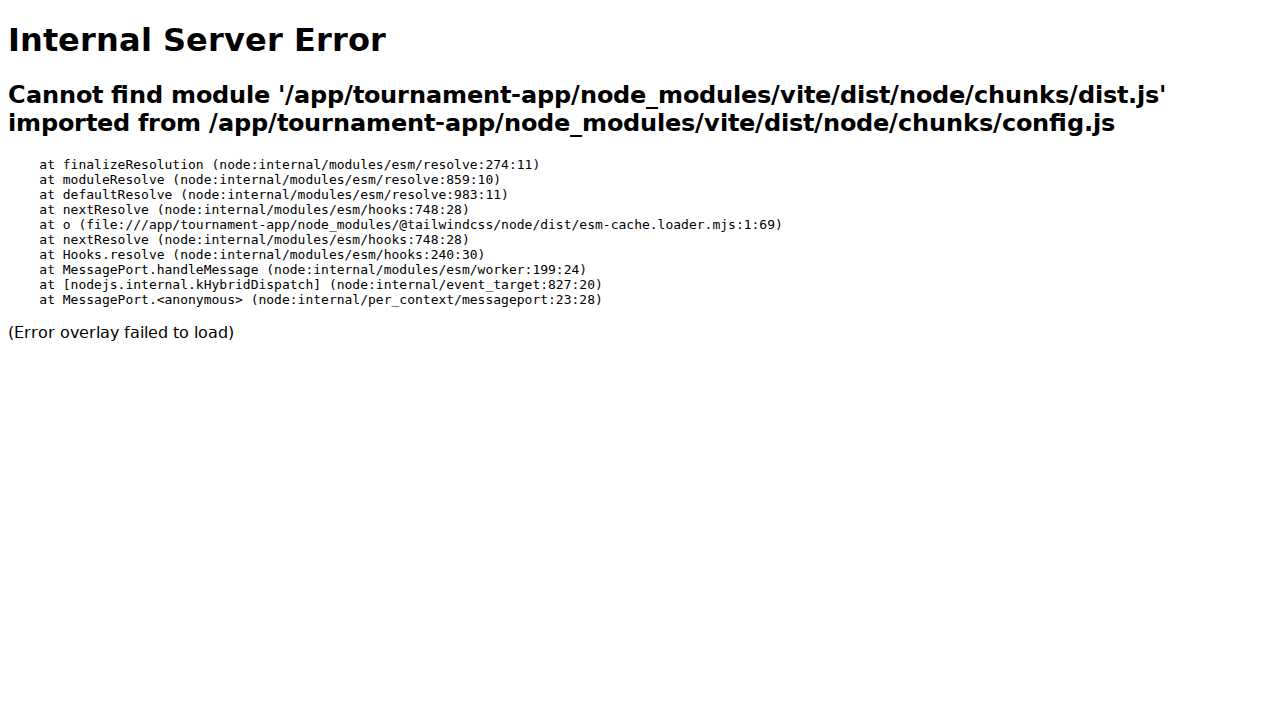 Internal Server Error
Cannot find module '/app/tournament-app/node_modules/vite/dist/node/chunks/dist.js'
imported from /app/tournament-app/node_modules/vite/dist/node/chunks/config.js
at finalizeResolution (node:internal/modules/esm/resolve:274:11)
at moduleResolve (node:internal/modules/esm/resolve:859:10)
at defaultResolve (node:internal/modules/esm/resolve:983:11)
at nextResolve (node:internal/modules/esm/hooks:748:28)
at o (file:///app/tournament-app/node_modules/@tailwindcss/node/dist/esm-cache.loader.mjs:1:69)
at nextResolve (node:internal/modules/esm/hooks:748:28)
at Hooks.resolve (node:internal/modules/esm/hooks:240:30)
at MessagePort.handleMessage (node:internal/modules/esm/worker:199:24)
at [nodejs.internal.kHybridDispatch] (node:internal/event_target:827:20)
at MessagePort.<anonymous> (node:internal/per_context/messageport:23:28)
(Error overlay failed to load)